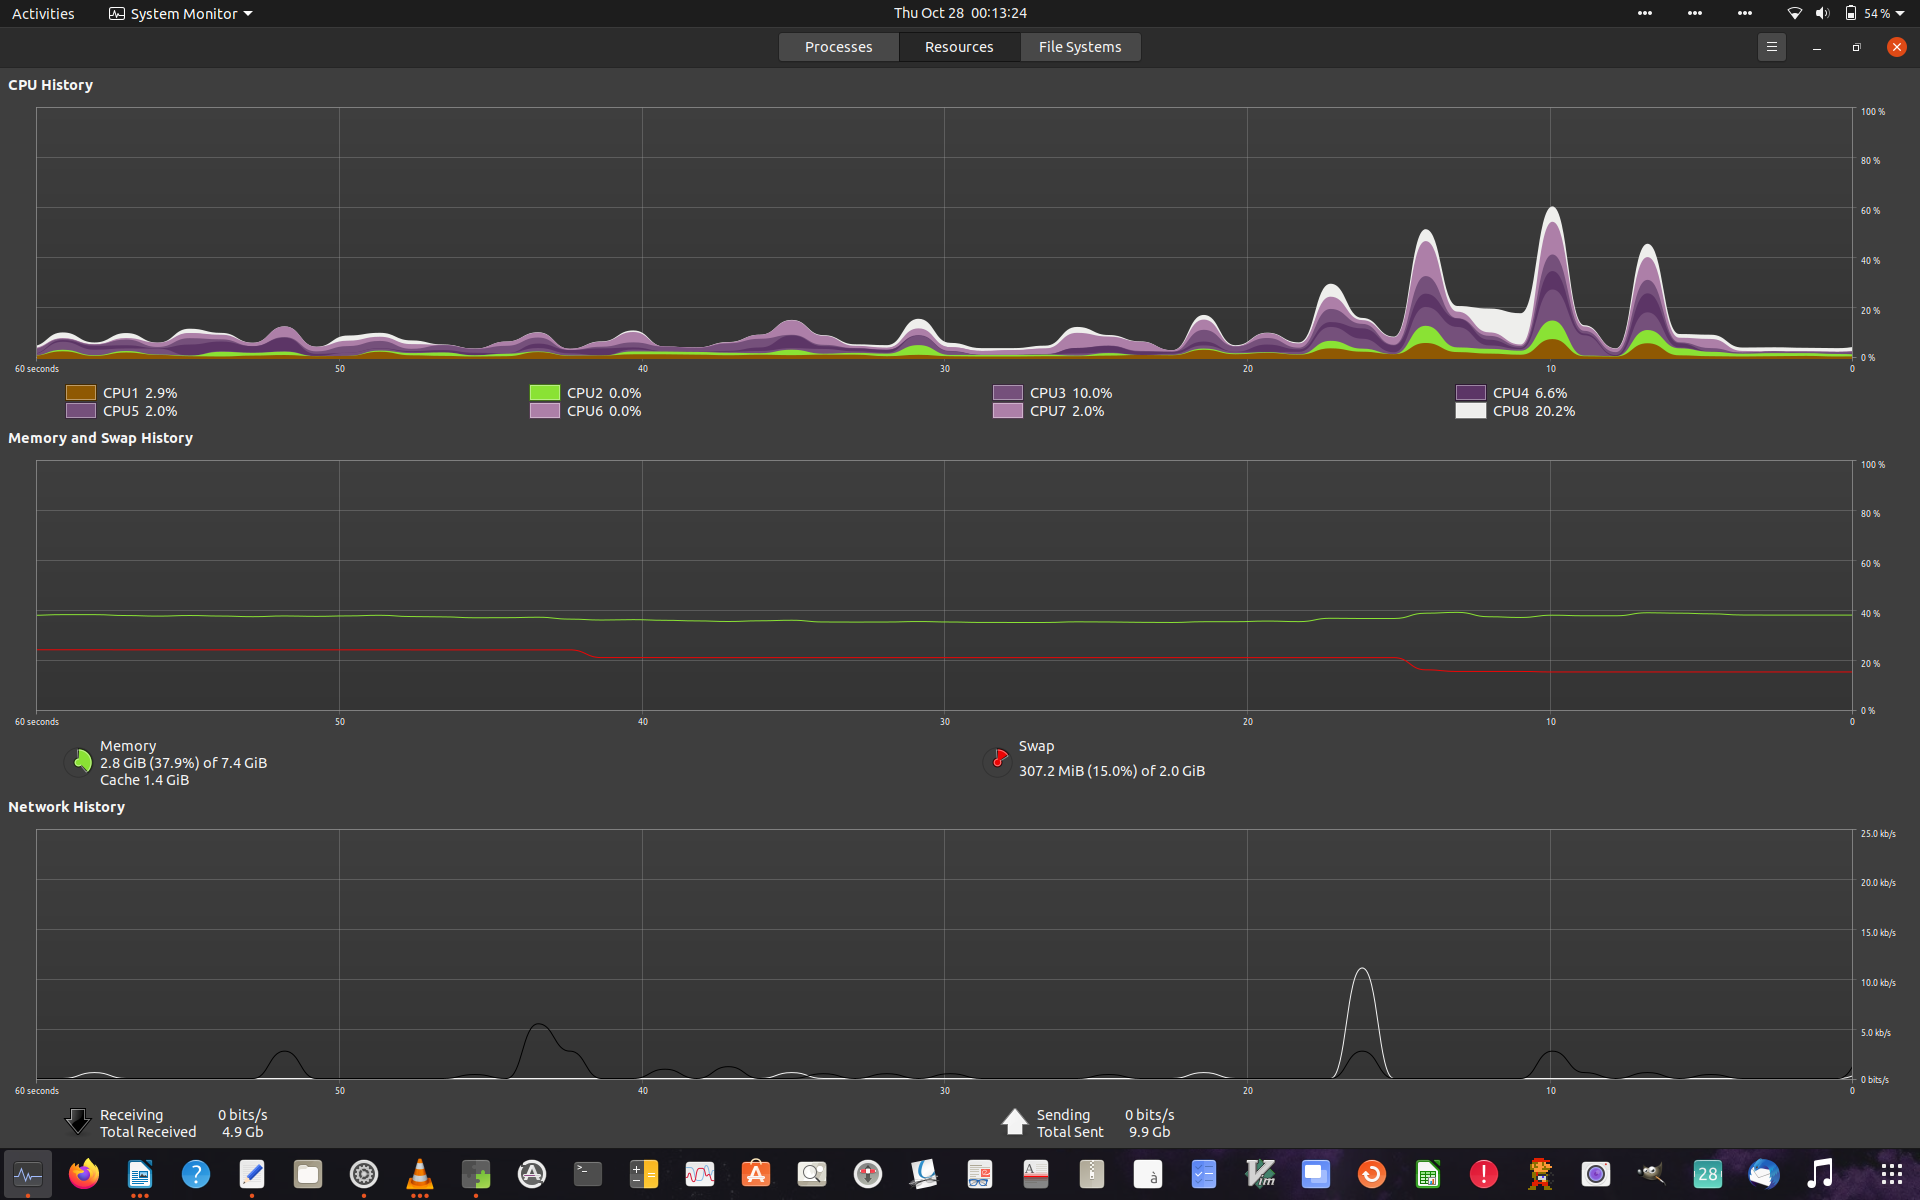 Activities System Monitor Thu Oct 28 00:13:24 54 %
Processes Resources File Systems
CPU History
100 %
80 %
60 %
40 %
20 %
0 %
60 seconds 50 40 30 20 10 0
CPU1 2.9% CPU2 0.0% CPU3 10.0% CPU4 6.6%
CPU5 2.0% CPU6 0.0% CPU7 2.0% CPU8 20.2%
Memory and Swap History
100 %
80 %
60 %
40 %
20 %
0 %
60 seconds 50 40 30 20 10 0
Memory
2.8 GiB (37.9%) of 7.4 GiB
Cache 1.4 GiB
Swap
307.2 MiB (15.0%) of 2.0 GiB
Network History
25.0 kb/s
20.0 kb/s
15.0 kb/s
10.0 kb/s
5.0 kb/s
0 bits/s
60 seconds 50 40 30 20 10 0
Receiving 0 bits/s
Total Received 4.9 Gb
Sending 0 bits/s
Total Sent 9.9 Gb
? >_ A à Vim ! 28